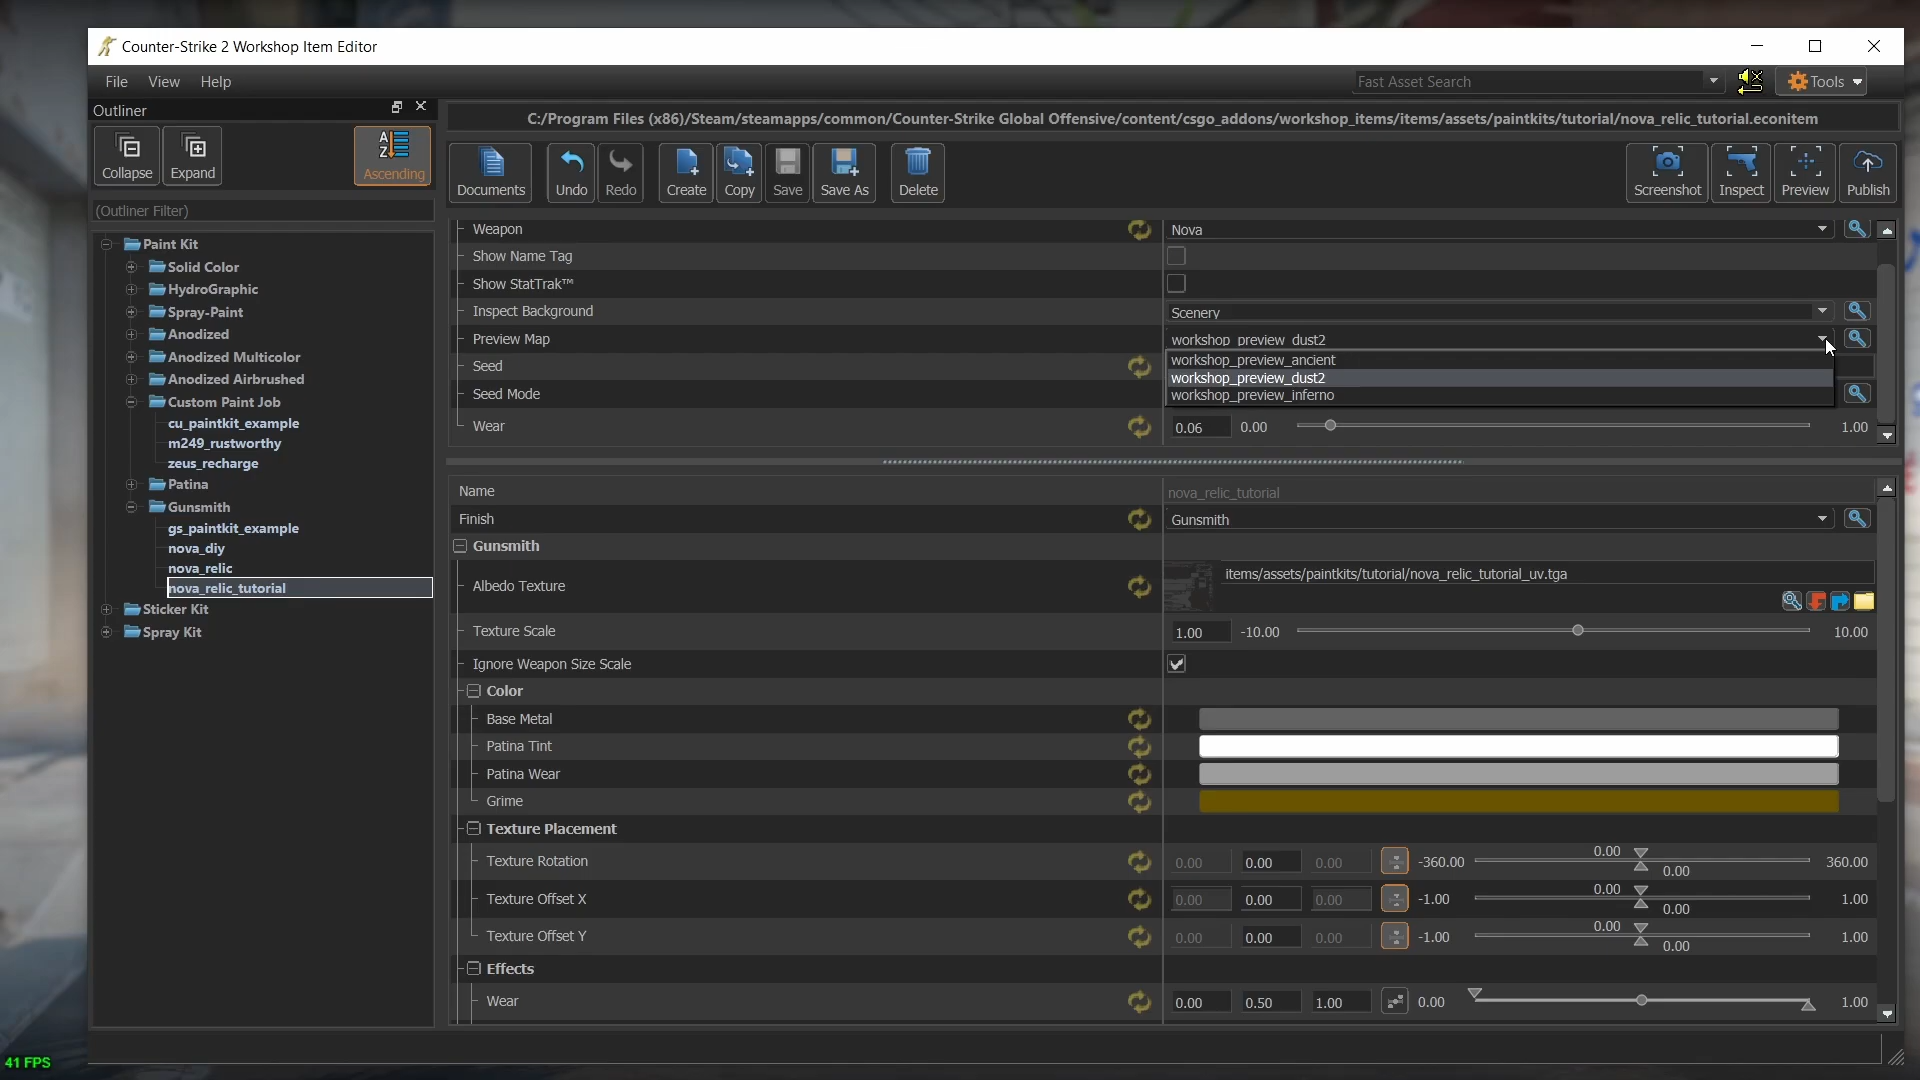 Counter-Strike 2 Workshop Item Editor
File View Help
Fast Asset Search
Tools
Outliner
C:/Program Files (x86)/Steam/steamapps/common/Counter-Strike Global Offensive/content/csgo_addons/workshop_items/items/assets/paintkits/tutorial/nova_relic_tutorial.econitem
Collapse Expand Ascending
Documents Undo Redo Create Copy Save Save As Delete
Screenshot Inspect Preview Publish
(Outliner Filter)
Paint Kit
Solid Color
HydroGraphic
Spray-Paint
Anodized
Anodized Multicolor
Anodized Airbrushed
Custom Paint Job
cu_paintkit_example
m249_rustworthy
zeus_recharge
Patina
Gunsmith
gs_paintkit_example
nova_diy
nova_relic
nova_relic_tutorial
Sticker Kit
Spray Kit
Weapon Nova
Show Name Tag
Show StatTrak™
Inspect Background Scenery
Preview Map workshop_preview_dust2
workshop_preview_ancient
workshop_preview_dust2
workshop_preview_inferno
Seed
Seed Mode
Wear 0.06 0.00 1.00
Name nova_relic_tutorial
Finish Gunsmith
Gunsmith
Albedo Texture items/assets/paintkits/tutorial/nova_relic_tutorial_uv.tga
Texture Scale 1.00 -10.00 10.00
Ignore Weapon Size Scale
Color
Base Metal
Patina Tint
Patina Wear
Grime
Texture Placement
Texture Rotation 0.00 0.00 0.00 -360.00 0.00 0.00 360.00
Texture Offset X 0.00 0.00 0.00 -1.00 0.00 0.00 1.00
Texture Offset Y 0.00 0.00 0.00 -1.00 0.00 0.00 1.00
Effects
Wear 0.00 0.50 1.00 0.00 1.00
41 FPS